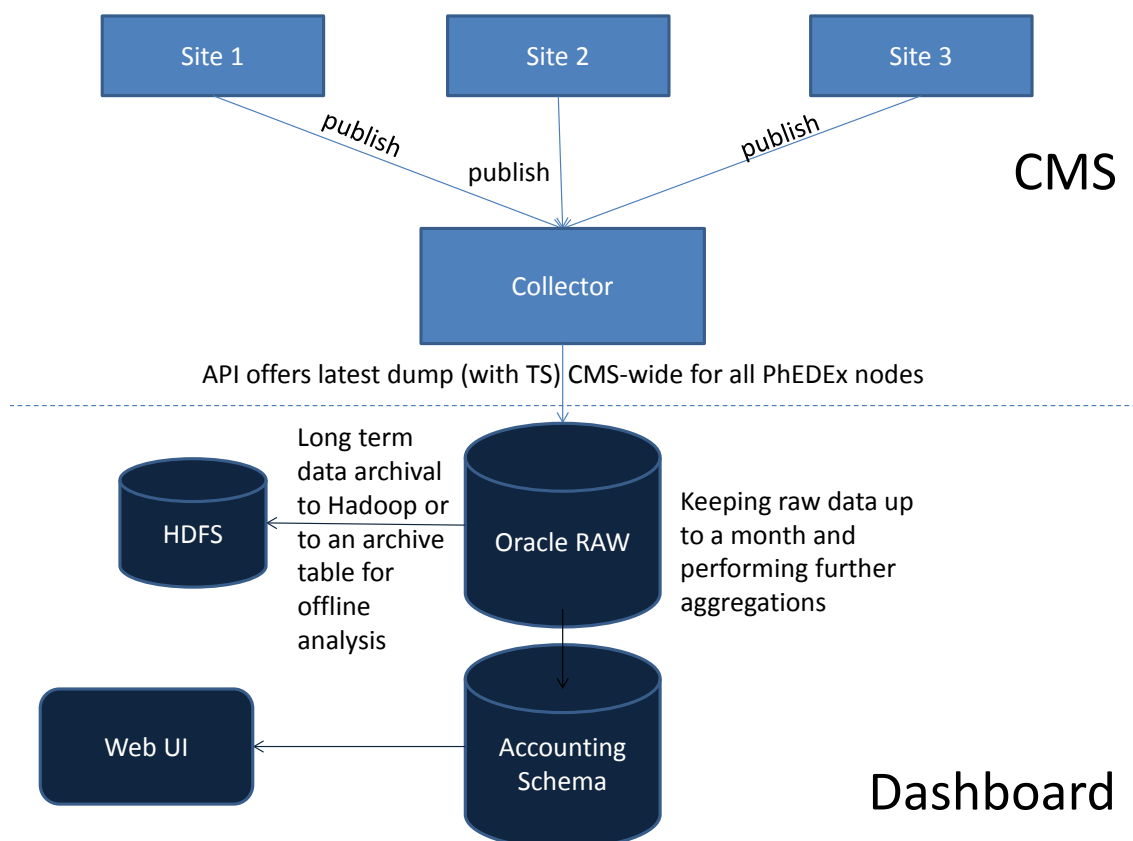 Site 1
Site 2
Site 3
publish
publish
publish
CMS
Collector
API offers latest dump (with TS) CMS-wide for all PhEDEx nodes
Long term
data archival
to Hadoop or
to an archive
table for
offline
analysis
HDFS
Oracle RAW
Keeping raw data up
to a month and
performing further
aggregations
Web UI
Accounting
Schema
Dashboard